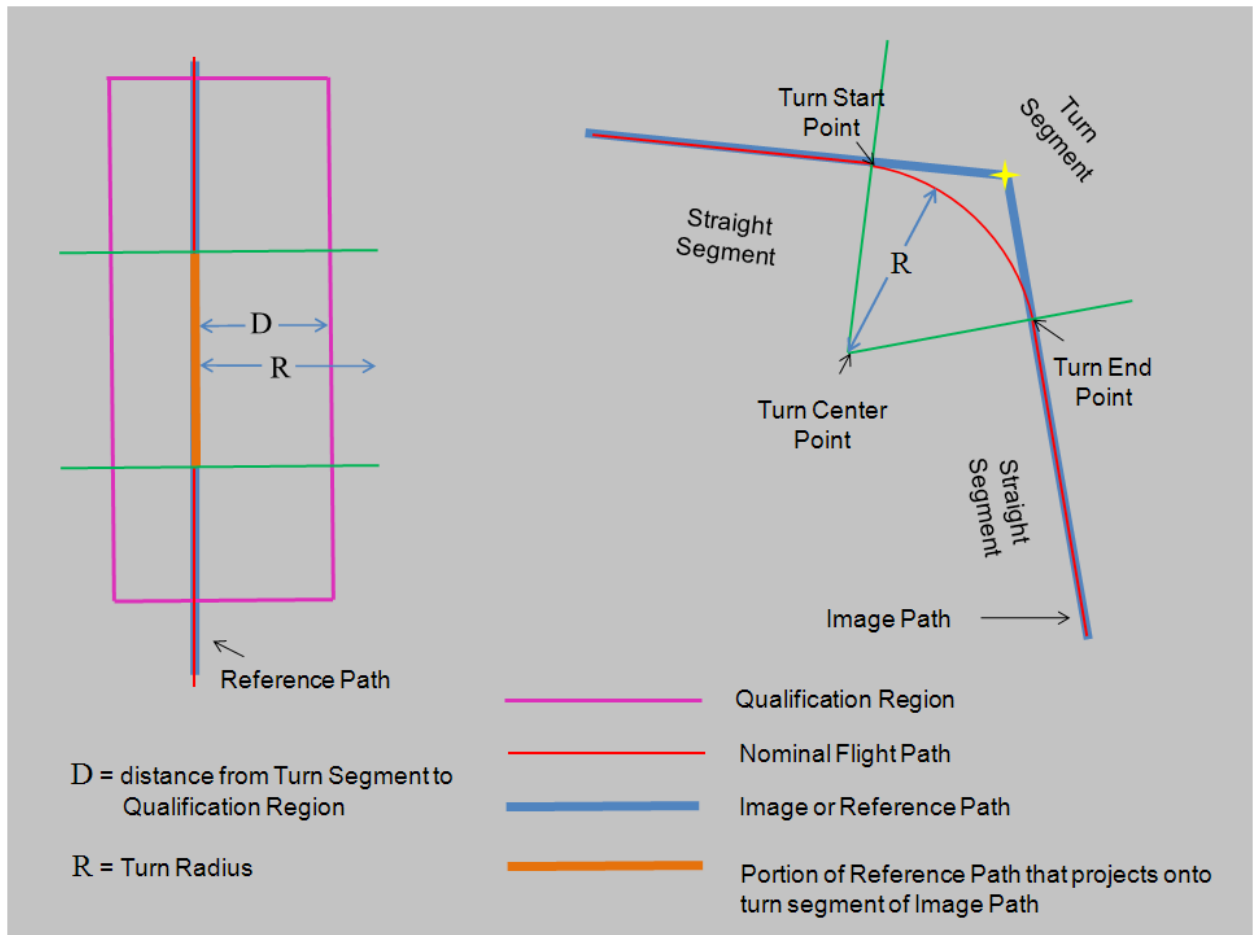 Turn Start
Point
Turn
Segment
Straight
Segment
R
D
R
Turn End
Point
Turn Center
Point
Straight
Segment
Image Path
Reference Path
Qualification Region
Nominal Flight Path
D = distance from Turn Segment to
Qualification Region
Image or Reference Path
R = Turn Radius
Portion of Reference Path that projects onto
turn segment of Image Path